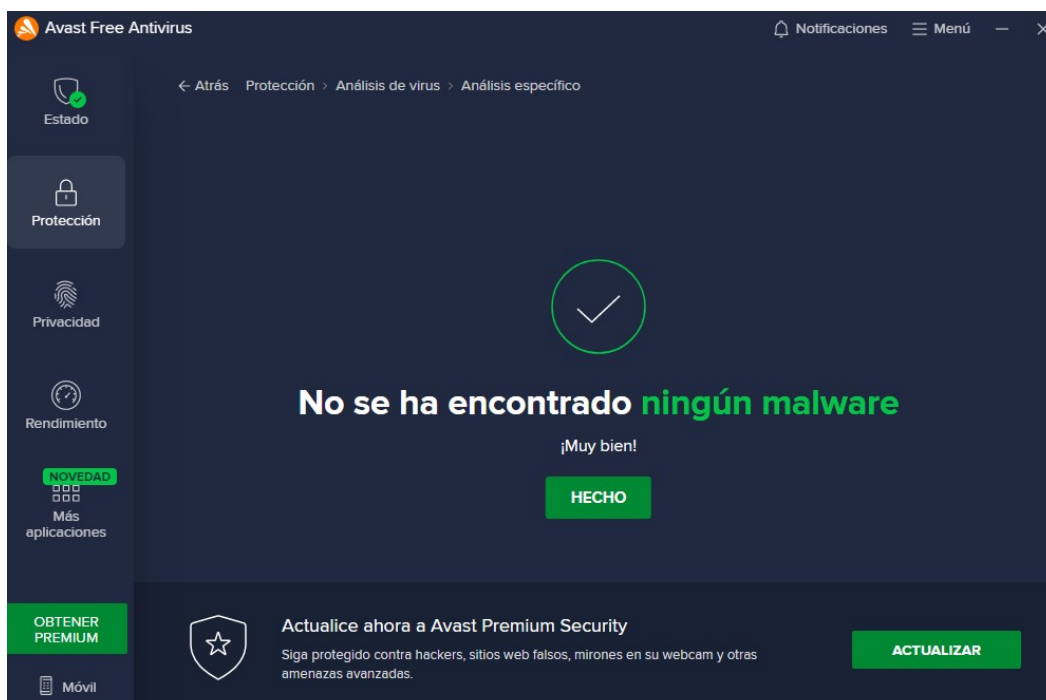 Avast Free Antivirus
Notificaciones
Menú
Estado
Protección
Privacidad
Rendimiento
NOVEDAD
Más
aplicaciones
OBTENER
PREMIUM
Móvil
← Atrás Protección > Análisis de virus > Análisis específico
No se ha encontrado ningún malware
¡Muy bien!
HECHO
Actualice ahora a Avast Premium Security
Siga protegido contra hackers, sitios web falsos, mirones en su webcam y otras
amenazas avanzadas.
ACTUALIZAR